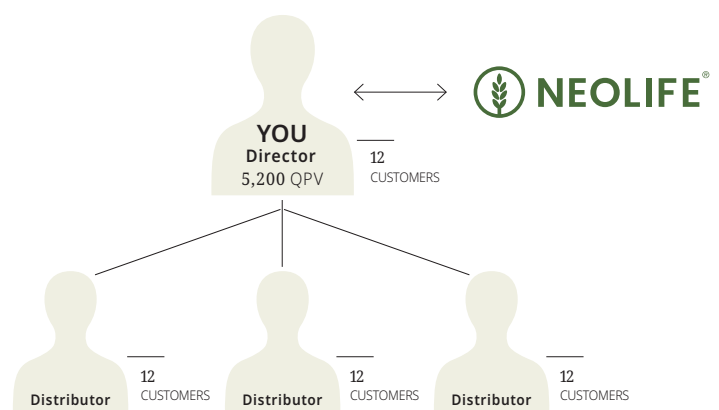 NEOLIFE®
YOU
Director
5,200 QPV
12
CUSTOMERS
Distributor
12
CUSTOMERS
Distributor
12
CUSTOMERS
Distributor
12
CUSTOMERS